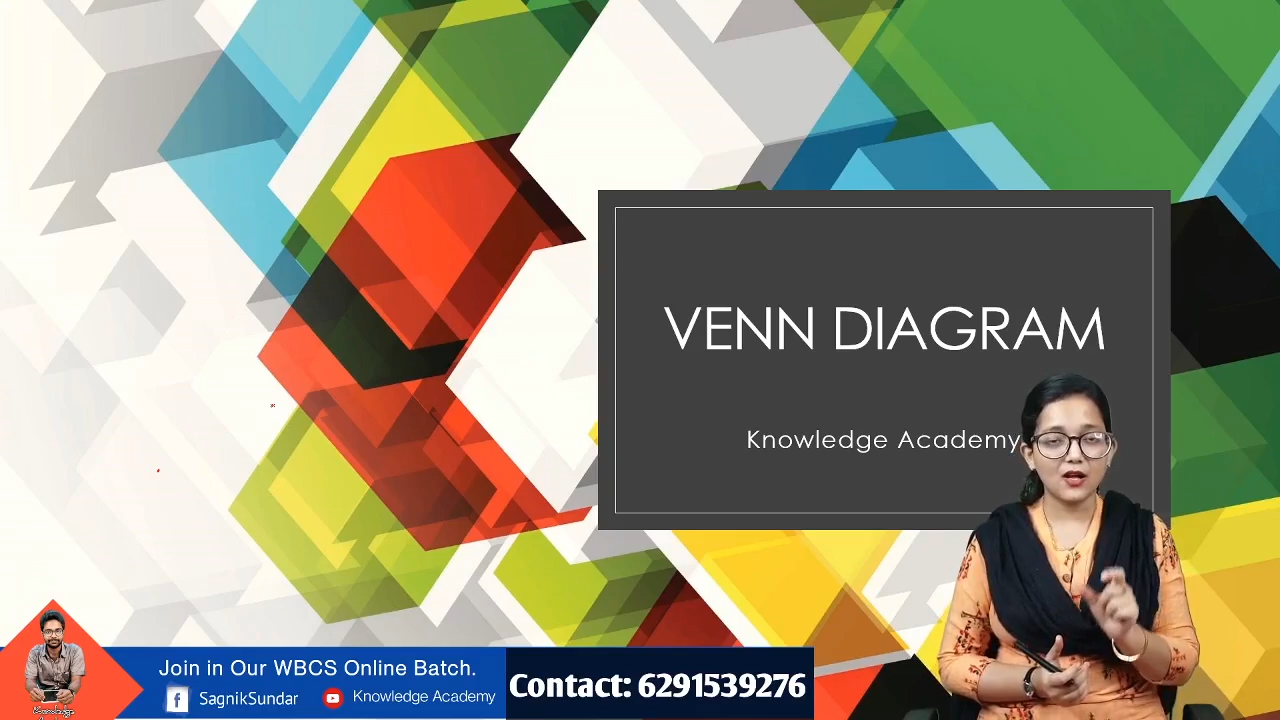 VENN DIAGRAM
Knowledge Academy
Join in Our WBCS Online Batch.
SagnikSundar
Knowledge Academy
Contact: 6291539276